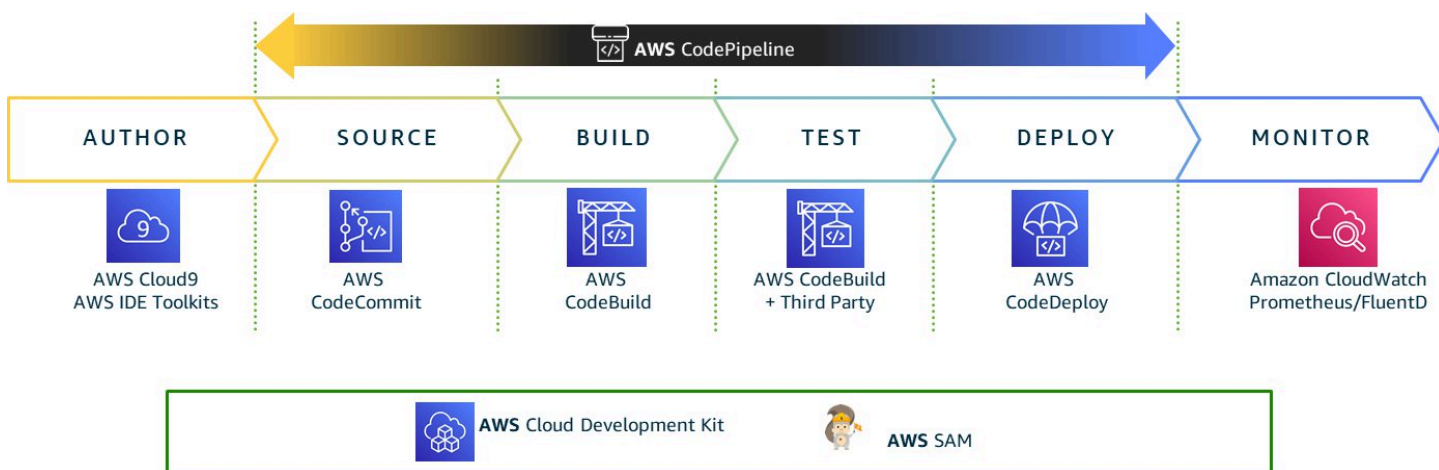 </> AWS CodePipeline
AUTHOR
SOURCE
BUILD
TEST
DEPLOY
MONITOR
9
</>
</>
</>
</>
AWS Cloud9
AWS IDE Toolkits
AWS
CodeCommit
AWS
CodeBuild
AWS CodeBuild
+ Third Party
AWS
CodeDeploy
Amazon CloudWatch
Prometheus/FluentD
AWS Cloud Development Kit
AWS SAM